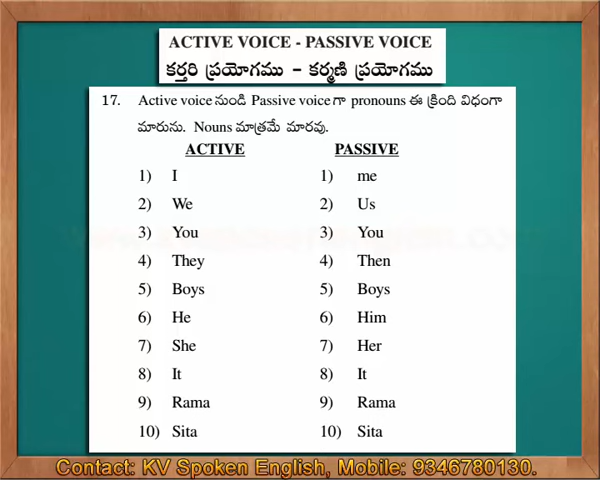 ACTIVE VOICE - PASSIVE VOICE
కర్తరి ప్రయోగము – కర్మణి ప్రయోగము
17. Active voice నుండి Passive voice గా pronouns ఈ క్రింది విధంగా
మారును. Nouns మాత్రమే మారవు.
ACTIVE PASSIVE
1) I 1) me
2) We 2) Us
3) You 3) You
4) They 4) Then
5) Boys 5) Boys
6) He 6) Him
7) She 7) Her
8) It 8) It
9) Rama 9) Rama
10) Sita 10) Sita
Contact: KV Spoken English, Mobile: 9346780130.